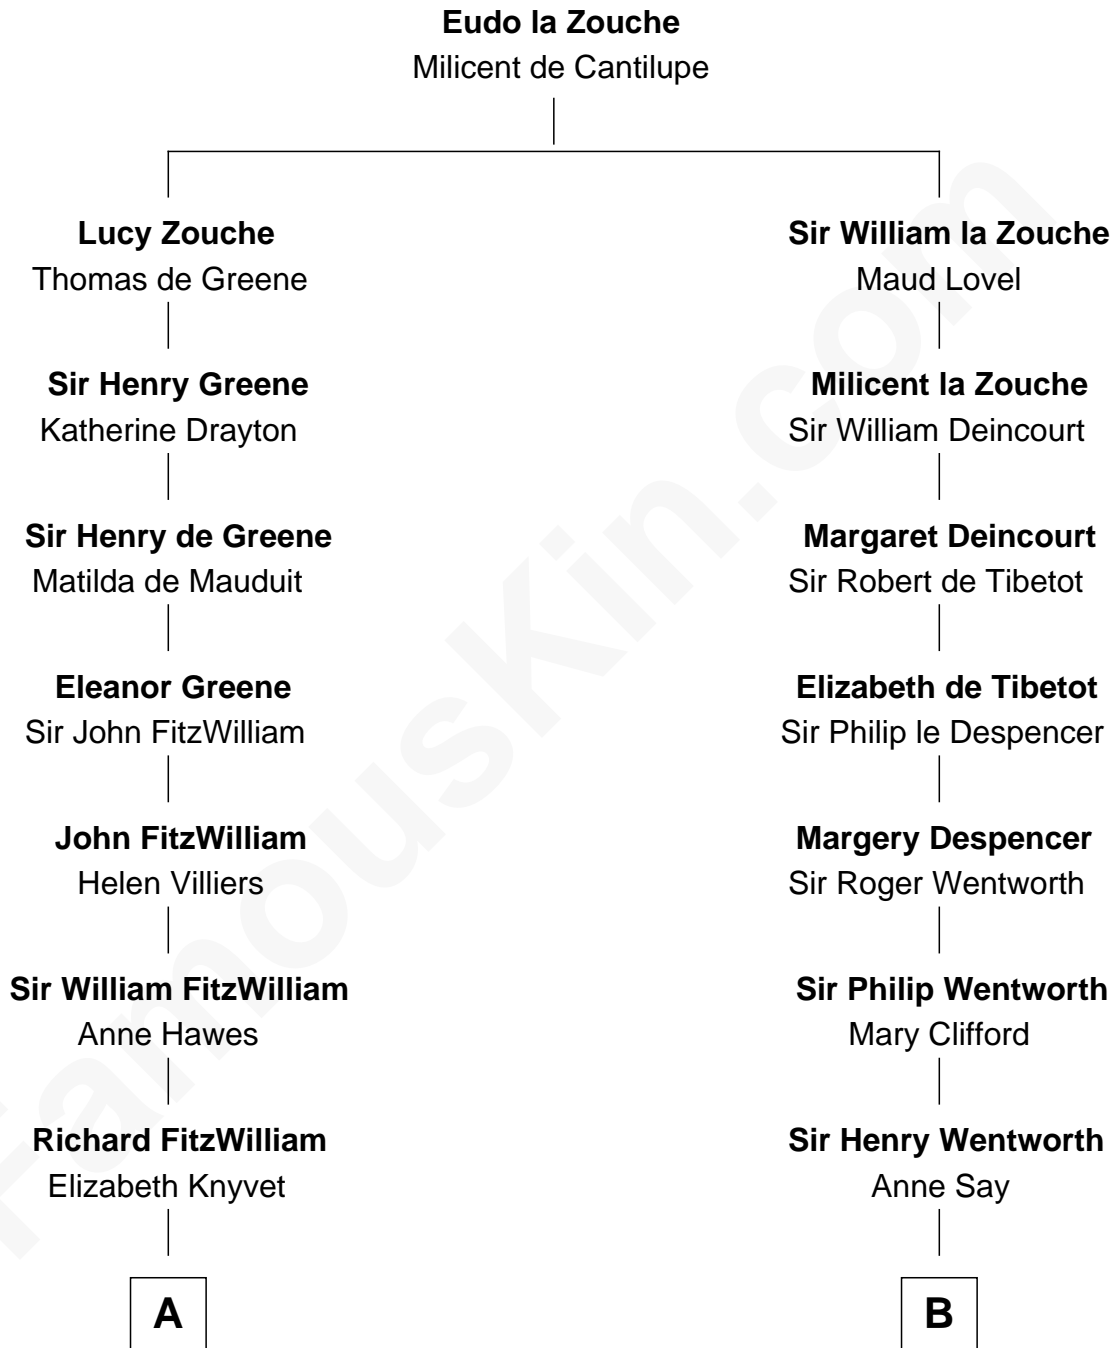 Eudo la Zouche
Milicent de Cantilupe
Lucy Zouche
Thomas de Greene
Sir Henry Greene
Katherine Drayton
Sir Henry de Greene
Matilda de Mauduit
Eleanor Greene
Sir John FitzWilliam
John FitzWilliam
Helen Villiers
Sir William FitzWilliam
Anne Hawes
Richard FitzWilliam
Elizabeth Knyvet
A
Sir William la Zouche
Maud Lovel
Milicent la Zouche
Sir William Deincourt
Margaret Deincourt
Sir Robert de Tibetot
Elizabeth de Tibetot
Sir Philip le Despencer
Margery Despencer
Sir Roger Wentworth
Sir Philip Wentworth
Mary Clifford
Sir Henry Wentworth
Anne Say
B
FamousKin.com